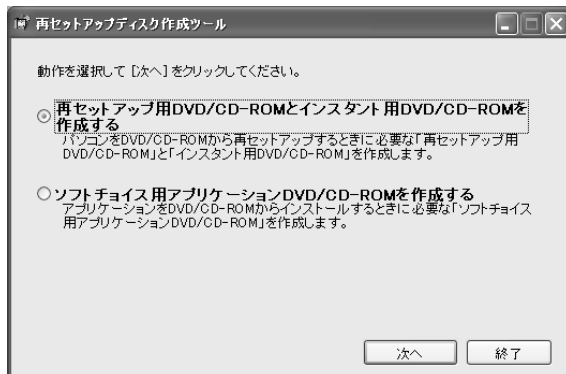 再セットアップディスク作成ツール
動作を選択して［次へ］をクリックしてください。
再セットアップ用DVD/CD-ROMとインスタント用DVD/CD-ROMを
作成する
パソコンをDVD/CD-ROMから再セットアップするときに必要な「再セットアップ用
DVD/CD-ROM」と「インスタント用DVD/CD-ROM」を作成します。
ソフトチョイス用アプリケーションDVD/CD-ROMを作成する
アプリケーションをDVD/CD-ROMからインストールするときに必要な「ソフトチョイス
用アプリケーションDVD/CD-ROM」を作成します。
次へ
終了